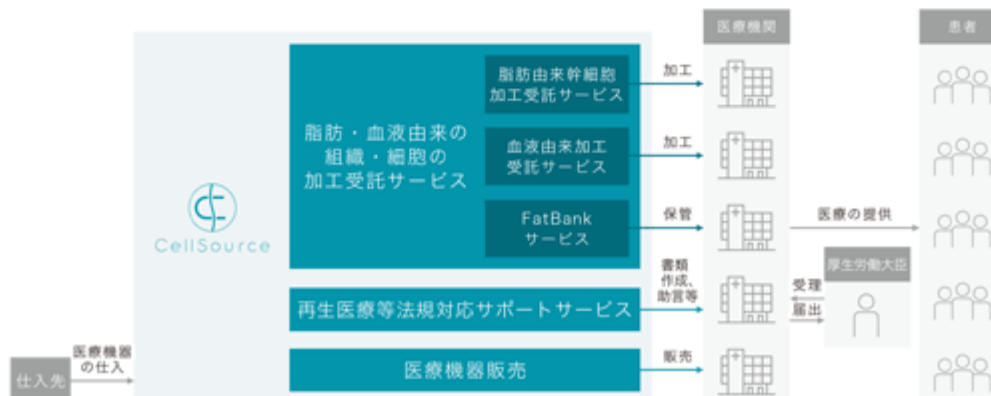 医療機関
患者
脂肪由来幹細胞
加工受託サービス
加工
脂肪・血液由来の
組織・細胞の
加工受託サービス
血液由来加工
受託サービス
加工
CellSource
FatBank
サービス
保管
医療の提供
厚生労働大臣
書類
作成、
助言等
受理
届出
再生医療等法規対応サポートサービス
医療機器
の仕入
仕入先
医療機器販売
販売